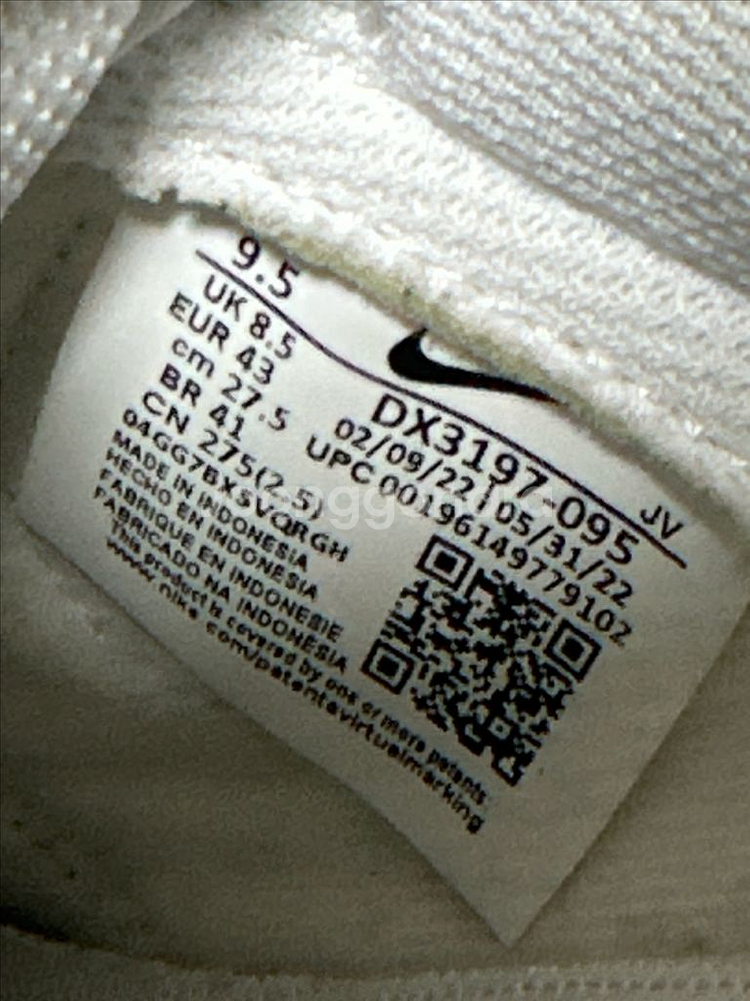 9.5
UK 8.5
EUR 43
cm 27.5
BR 41
CN 275(2.5)
04GG7BXSVQRGH
MADE IN INDONESIA
HECHO EN INDONESIA
FABRIQUE EN INDONESIE
FABRICADO NA INDONÉSIA
This product is covered by one or more patents:
www.nike.com/patentsvirtualmarking
JV
DX3197-095
02/09/22 05/31/22
UPC 00196149779102